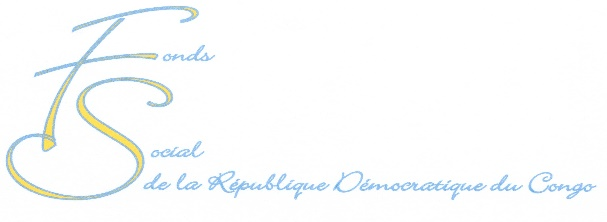 Fonds
Social
de la République Démocratique du Congo